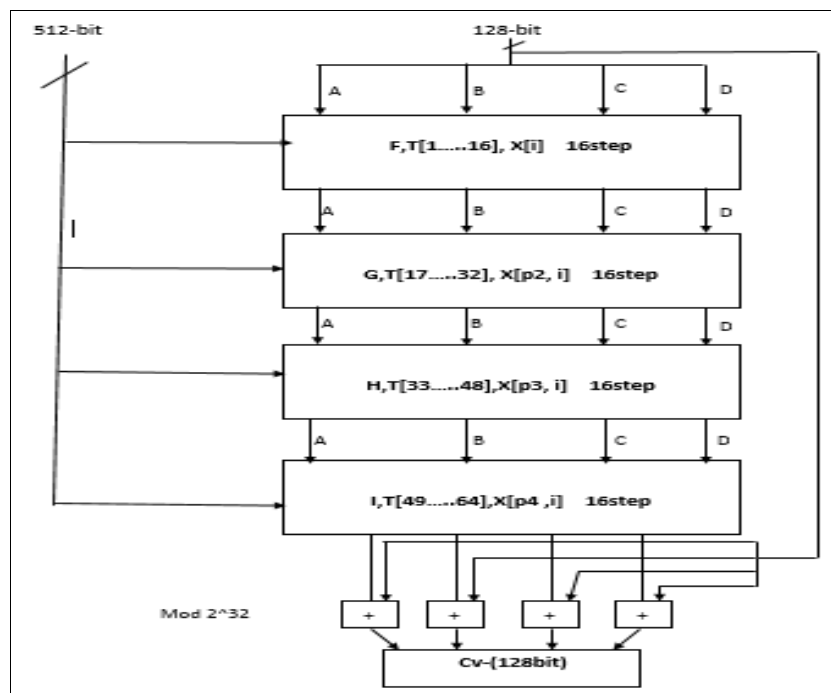 512-bit
128-bit
A B C D
F,T[1.....16], X[i] 16step
A B C D
I
G,T[17.....32], X[p2, i] 16step
A B C D
H,T[33.....48],X[p3, i] 16step
A B C D
I,T[49.....64],X[p4 ,i] 16step
Mod 2^32
+ + + +
Cv-(128bit)